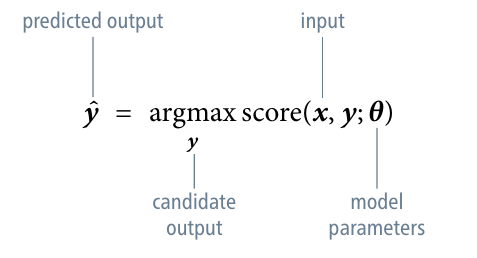 predicted output
input
ŷ = argmax score(x, y; θ)
y
candidate
output
model
parameters